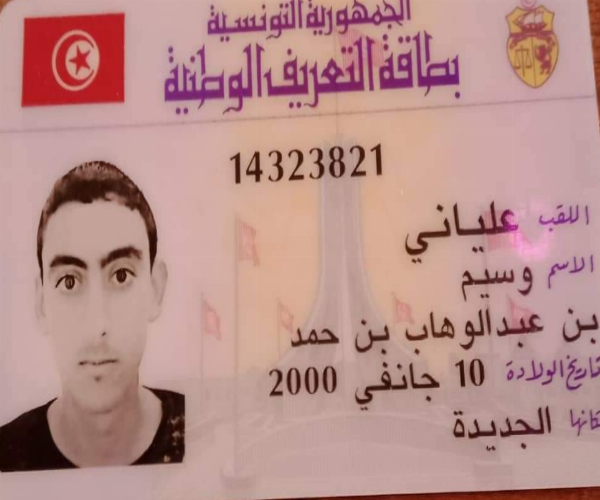 الجمهورية التونسية
بطاقة التعريف الوطنية
14323821
اللقب علياني
الاسم وسيم
بن عبدالوهاب بن حمد
تاريخ الولادة 10 جانفي 2000
مكانها الجديدة